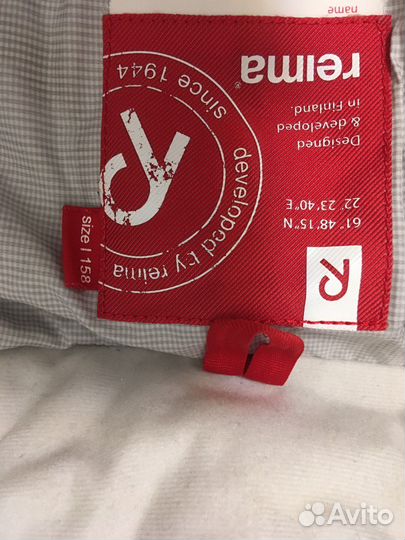 name
reima®
since 1944
developed by reima
Designed
& developed
in Finland.
61° 48' 15"N
22° 23' 40"E
size | 158
Avito